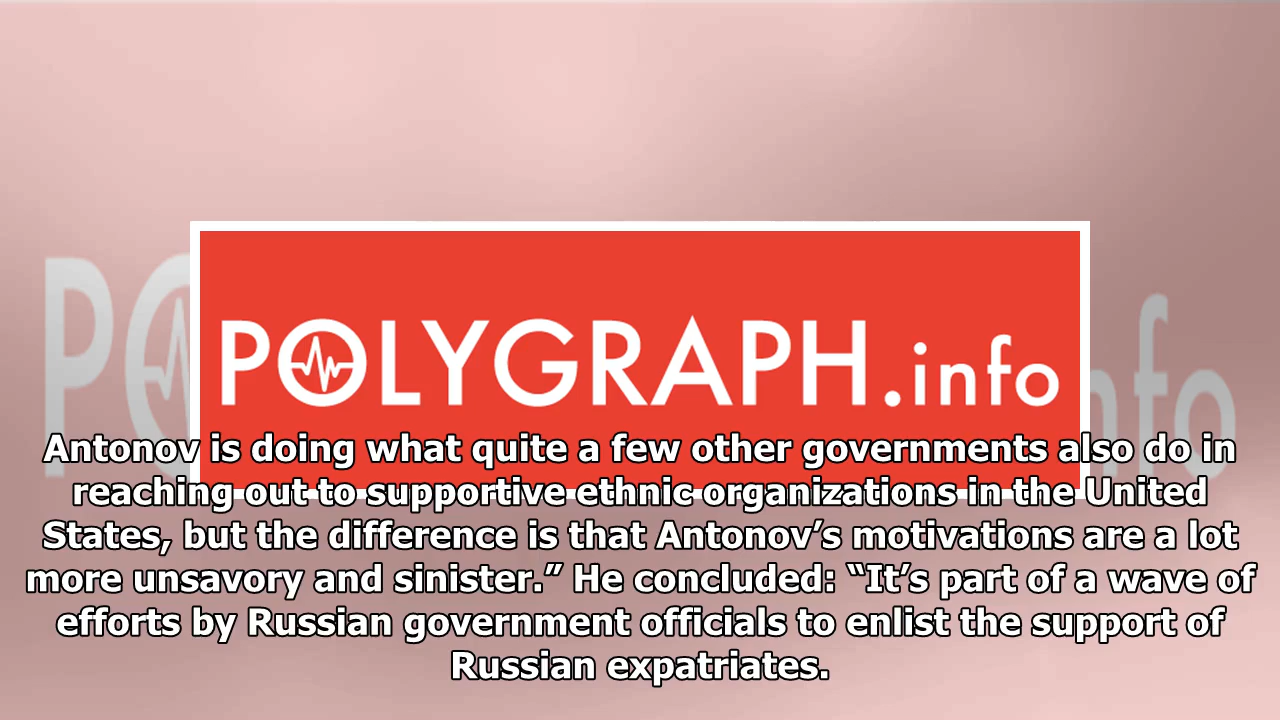 POLYGRAPH.info
Antonov is doing what quite a few other governments also do in
reaching out to supportive ethnic organizations in the United
States, but the difference is that Antonov’s motivations are a lot
more unsavory and sinister.” He concluded: “It’s part of a wave of
efforts by Russian government officials to enlist the support of
Russian expatriates.